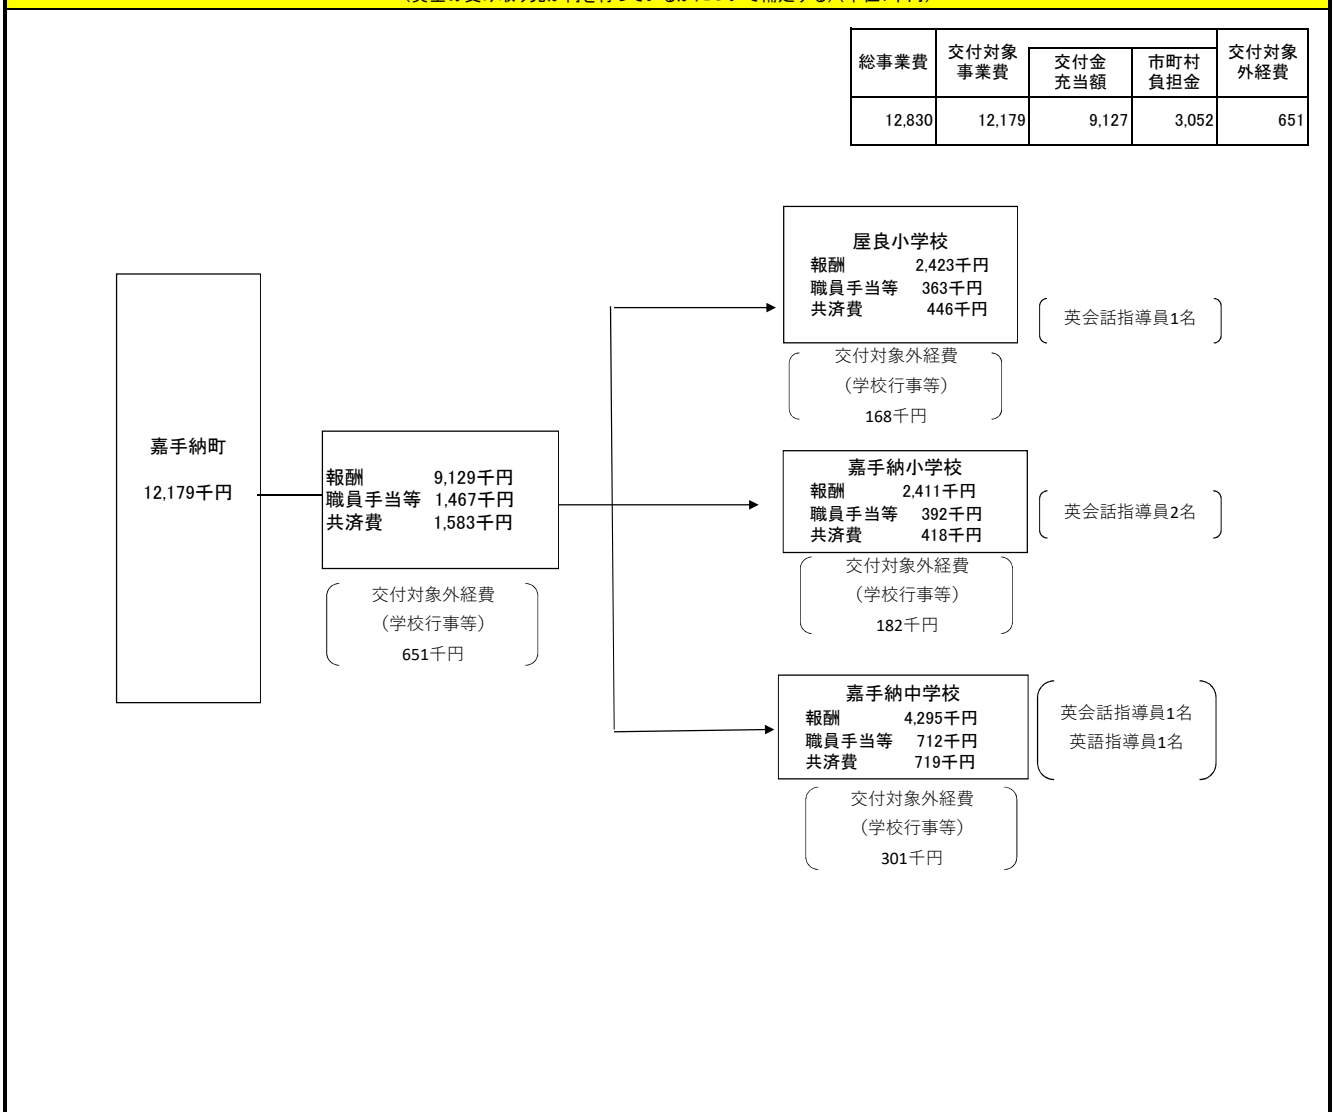 総事業費 交付対象事業費 交付金充当額 市町村負担金 交付対象外経費
12,830 12,179 9,127 3,052 651
嘉手納町
12,179千円
報酬 9,129千円
職員手当等 1,467千円
共済費 1,583千円
交付対象外経費
（学校行事等）
651千円
屋良小学校
報酬 2,423千円
職員手当等 363千円
共済費 446千円
英会話指導員1名
交付対象外経費
（学校行事等）
168千円
嘉手納小学校
報酬 2,411千円
職員手当等 392千円
共済費 418千円
英会話指導員2名
交付対象外経費
（学校行事等）
182千円
嘉手納中学校
報酬 4,295千円
職員手当等 712千円
共済費 719千円
英会話指導員1名
英語指導員1名
交付対象外経費
（学校行事等）
301千円